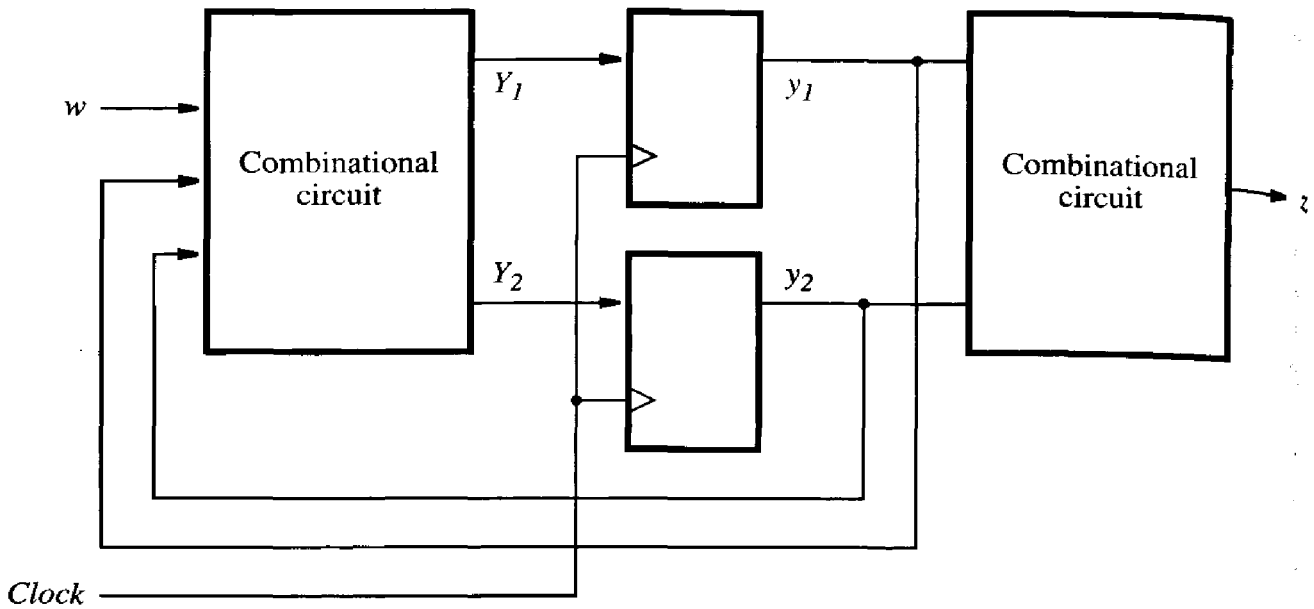 w
Combinational
circuit
Y1
Y2
y1
y2
Combinational
circuit
z
Clock